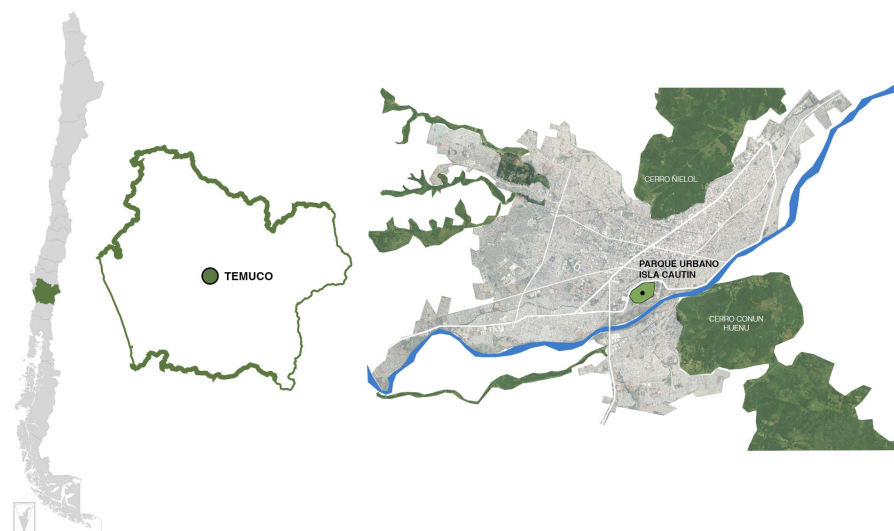 TEMUCO
CERRO ÑIELOL
PARQUE URBANO
ISLA CAUTIN
CERRO CONUN
HUENU